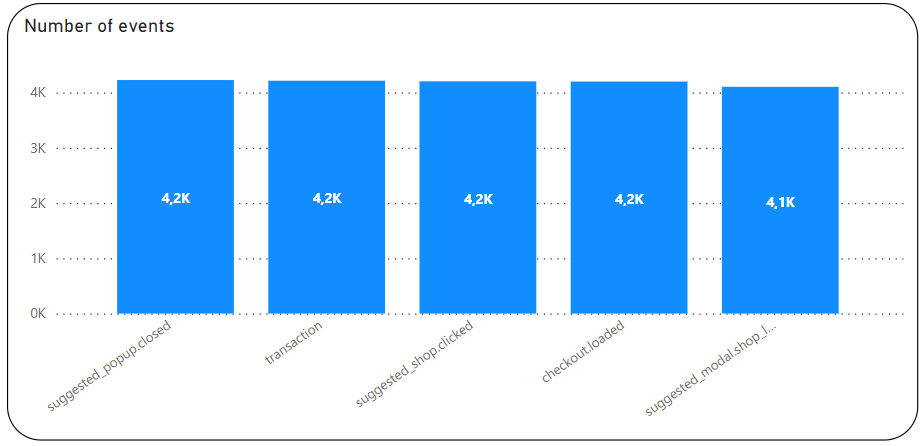 Number of events
4K
3K
2K
1K
0K
4,2K
4,2K
4,2K
4,2K
4,1K
suggested_popup.closed
transaction
suggested_shop.clicked
checkout.loaded
suggested_modal.shop_l...